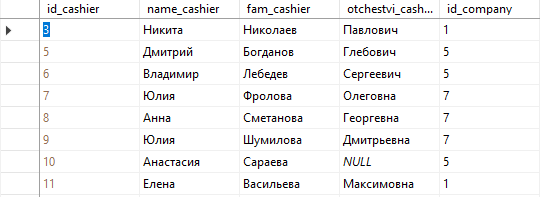 id_cashier name_cashier fam_cashier otchestvi_cash... id_company
3 Никита Николаев Павлович 1
5 Дмитрий Богданов Глебович 5
6 Владимир Лебедев Сергеевич 5
7 Юлия Фролова Олеговна 7
8 Анна Сметанова Георгевна 7
9 Юлия Шумилова Дмитрьевна 7
10 Анастасия Сараева NULL 5
11 Елена Васильева Максимовна 1